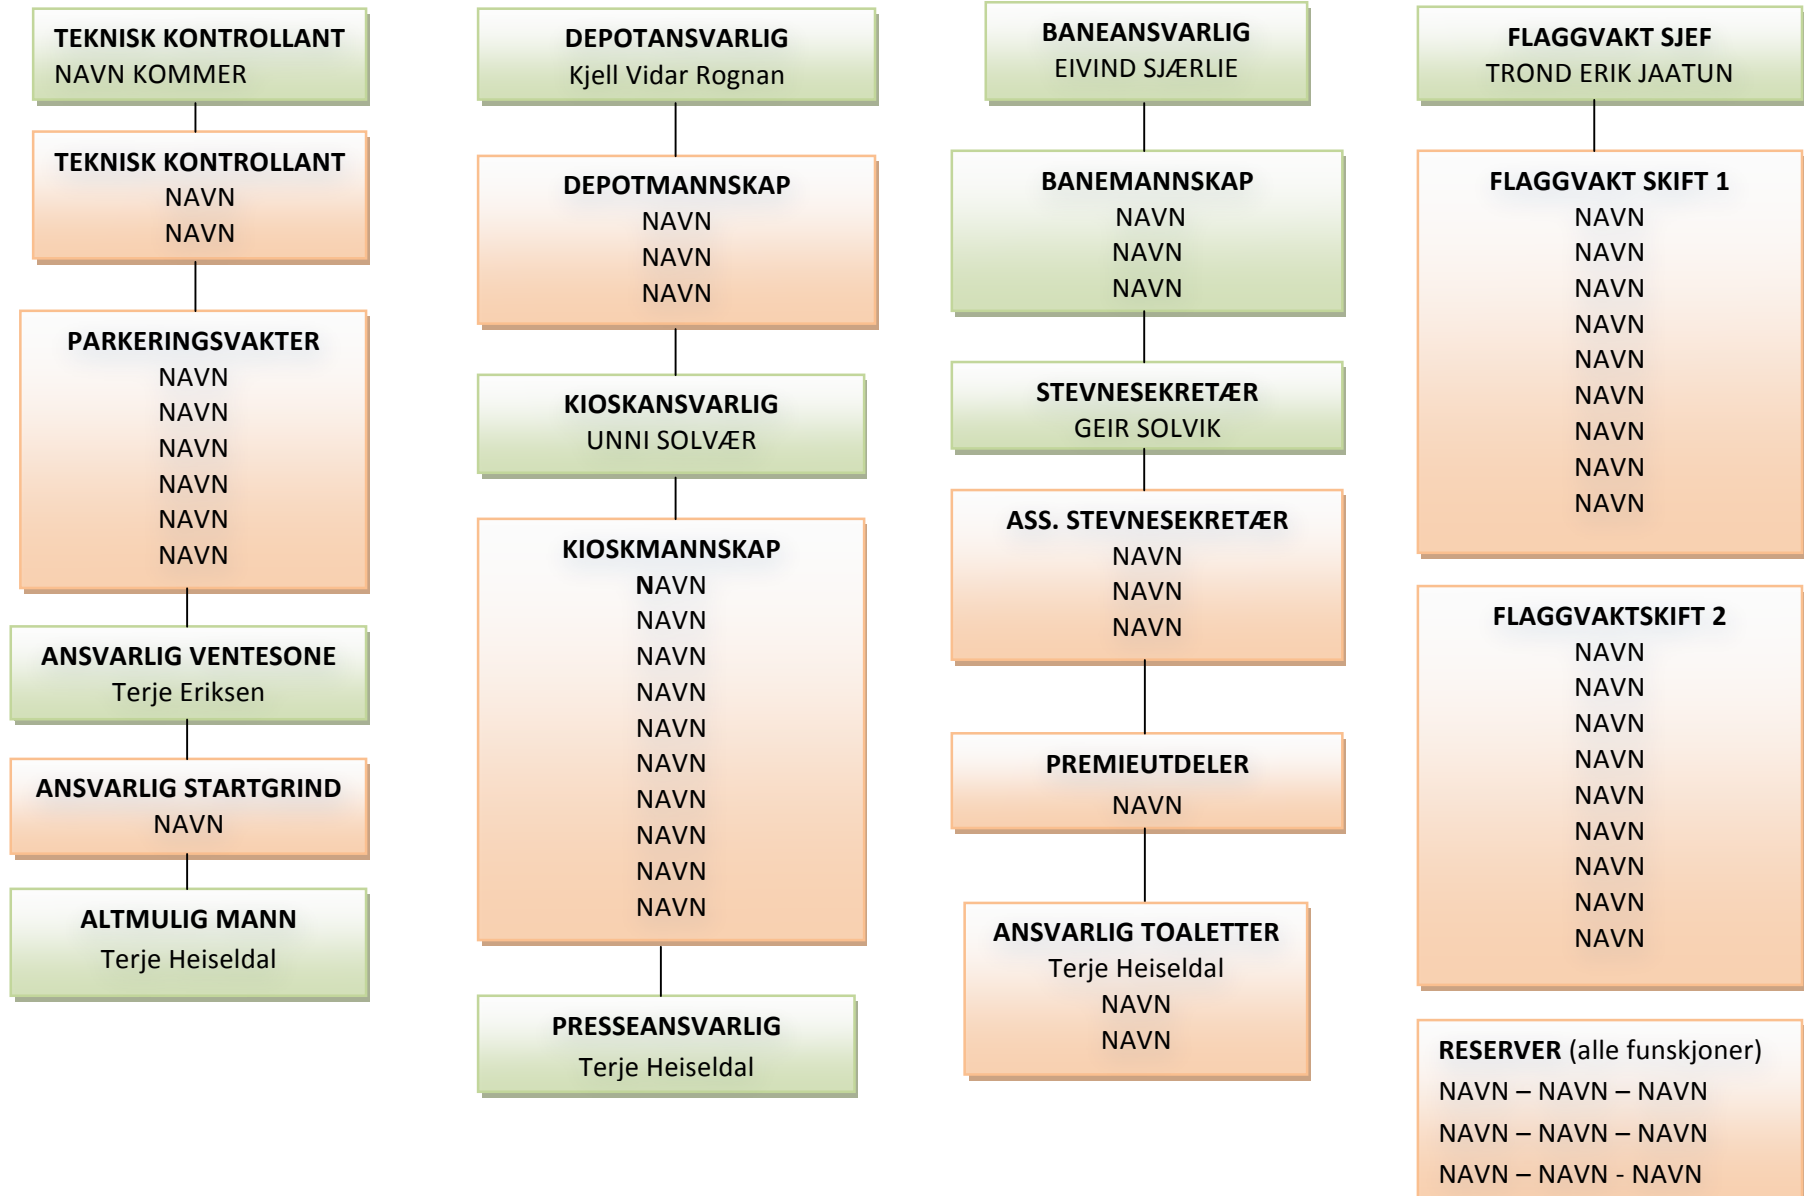 TEKNISK KONTROLLANT
NAVN KOMMER
TEKNISK KONTROLLANT
NAVN
NAVN
PARKERINGSVAKTER
NAVN
NAVN
NAVN
NAVN
NAVN
NAVN
ANSVARLIG VENTESONE
Terje Eriksen
ANSVARLIG STARTGRIND
NAVN
ALTMULIG MANN
Terje Heiseldal
DEPOTANSVARLIG
Kjell Vidar Rognan
DEPOTMANNSKAP
NAVN
NAVN
NAVN
KIOSKANSVARLIG
UNNI SOLVÆR
KIOSKMANNSKAP
NAVN
NAVN
NAVN
NAVN
NAVN
NAVN
NAVN
NAVN
NAVN
NAVN
PRESSEANSVARLIG
Terje Heiseldal
BANEANSVARLIG
EIVIND SJÆRLIE
BANEMANNSKAP
NAVN
NAVN
NAVN
STEVNESEKRETÆR
GEIR SOLVIK
ASS. STEVNESEKRETÆR
NAVN
NAVN
NAVN
PREMIEUTDELER
NAVN
ANSVARLIG TOALETTER
Terje Heiseldal
NAVN
NAVN
FLAGGVAKT SJEF
TROND ERIK JAATUN
FLAGGVAKT SKIFT 1
NAVN
NAVN
NAVN
NAVN
NAVN
NAVN
NAVN
NAVN
NAVN
FLAGGVAKTSKIFT 2
NAVN
NAVN
NAVN
NAVN
NAVN
NAVN
NAVN
NAVN
NAVN
RESERVER (alle funskjoner)
NAVN – NAVN – NAVN
NAVN – NAVN – NAVN
NAVN – NAVN - NAVN